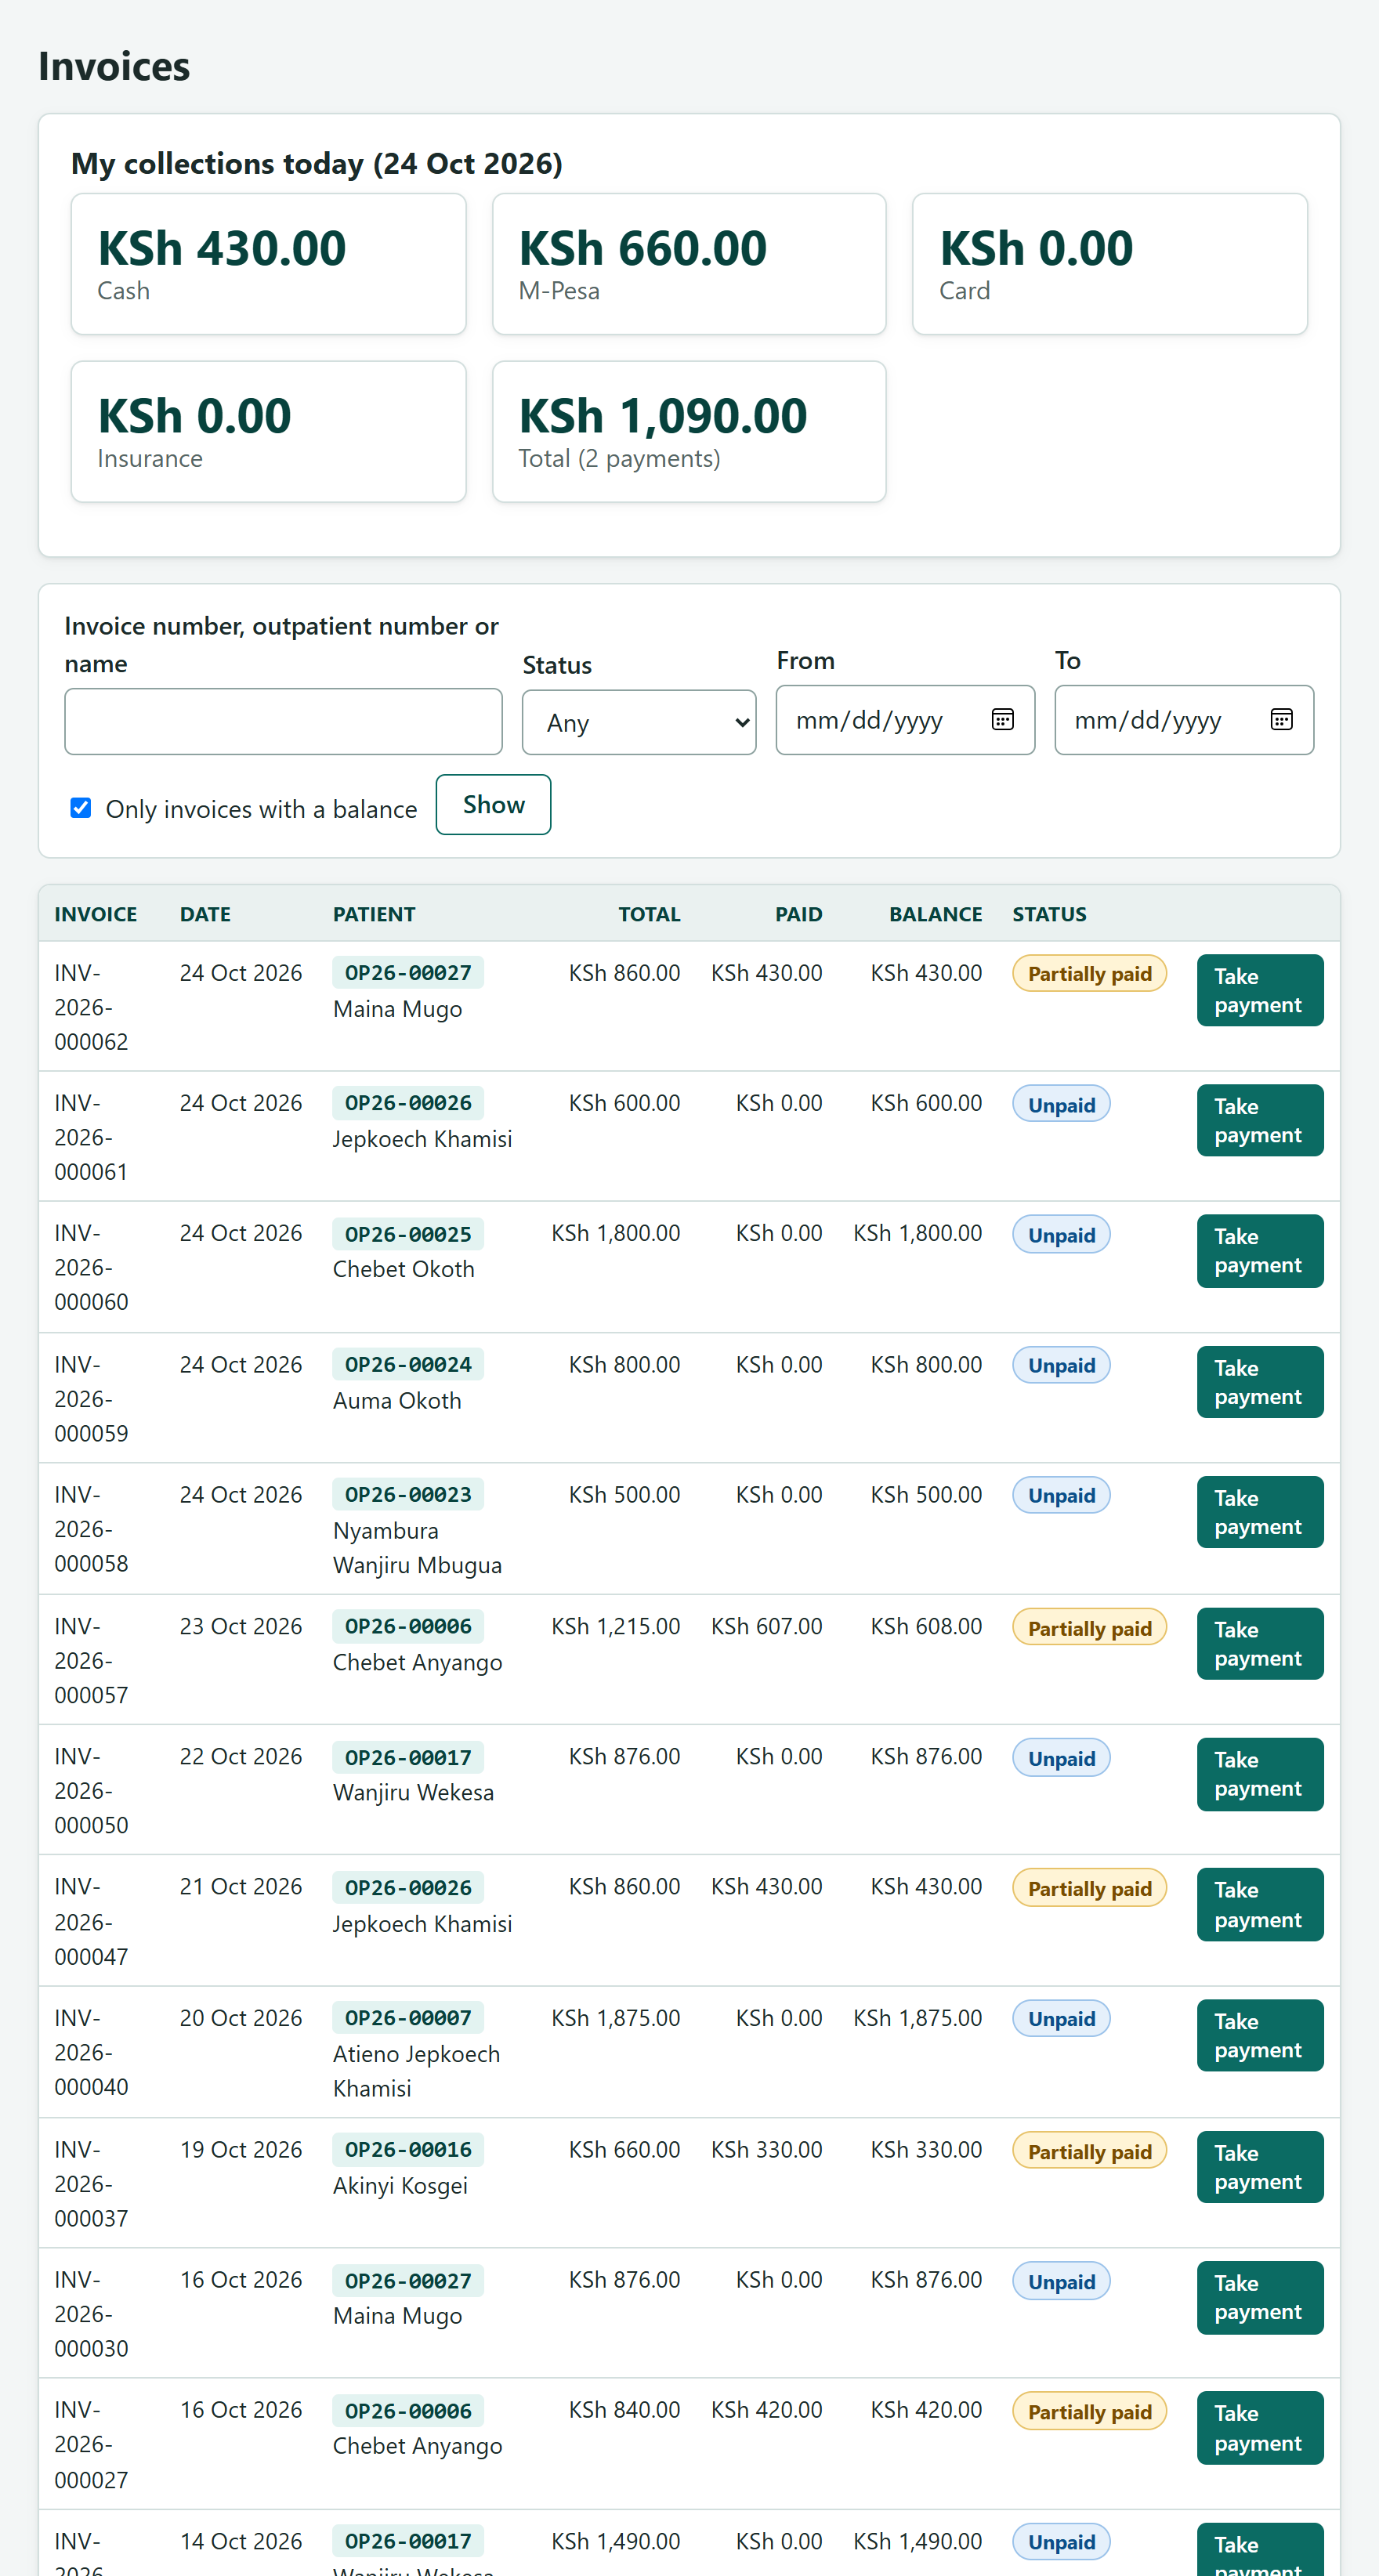 Invoices
My collections today (24 Oct 2026)
KSh 430.00
Cash
KSh 660.00
M-Pesa
KSh 0.00
Card
KSh 0.00
Insurance
KSh 1,090.00
Total (2 payments)
Invoice number, outpatient number or
name
Status
Any
From
mm/dd/yyyy
To
mm/dd/yyyy
Only invoices with a balance
Show
INVOICE DATE PATIENT TOTAL PAID BALANCE STATUS
INV-
2026-
000062
24 Oct 2026
OP26-00027
Maina Mugo
KSh 860.00
KSh 430.00
KSh 430.00
Partially paid
Take
payment
INV-
2026-
000061
24 Oct 2026
OP26-00026
Jepkoech Khamisi
KSh 600.00
KSh 0.00
KSh 600.00
Unpaid
Take
payment
INV-
2026-
000060
24 Oct 2026
OP26-00025
Chebet Okoth
KSh 1,800.00
KSh 0.00
KSh 1,800.00
Unpaid
Take
payment
INV-
2026-
000059
24 Oct 2026
OP26-00024
Auma Okoth
KSh 800.00
KSh 0.00
KSh 800.00
Unpaid
Take
payment
INV-
2026-
000058
24 Oct 2026
OP26-00023
Nyambura
Wanjiru Mbugua
KSh 500.00
KSh 0.00
KSh 500.00
Unpaid
Take
payment
INV-
2026-
000057
23 Oct 2026
OP26-00006
Chebet Anyango
KSh 1,215.00
KSh 607.00
KSh 608.00
Partially paid
Take
payment
INV-
2026-
000050
22 Oct 2026
OP26-00017
Wanjiru Wekesa
KSh 876.00
KSh 0.00
KSh 876.00
Unpaid
Take
payment
INV-
2026-
000047
21 Oct 2026
OP26-00026
Jepkoech Khamisi
KSh 860.00
KSh 430.00
KSh 430.00
Partially paid
Take
payment
INV-
2026-
000040
20 Oct 2026
OP26-00007
Atieno Jepkoech
Khamisi
KSh 1,875.00
KSh 0.00
KSh 1,875.00
Unpaid
Take
payment
INV-
2026-
000037
19 Oct 2026
OP26-00016
Akinyi Kosgei
KSh 660.00
KSh 330.00
KSh 330.00
Partially paid
Take
payment
INV-
2026-
000030
16 Oct 2026
OP26-00027
Maina Mugo
KSh 876.00
KSh 0.00
KSh 876.00
Unpaid
Take
payment
INV-
2026-
000027
16 Oct 2026
OP26-00006
Chebet Anyango
KSh 840.00
KSh 420.00
KSh 420.00
Partially paid
Take
payment
INV-
2026-
14 Oct 2026
OP26-00017
Wanjiru Wekesa
KSh 1,490.00
KSh 0.00
KSh 1,490.00
Unpaid
Take
payment